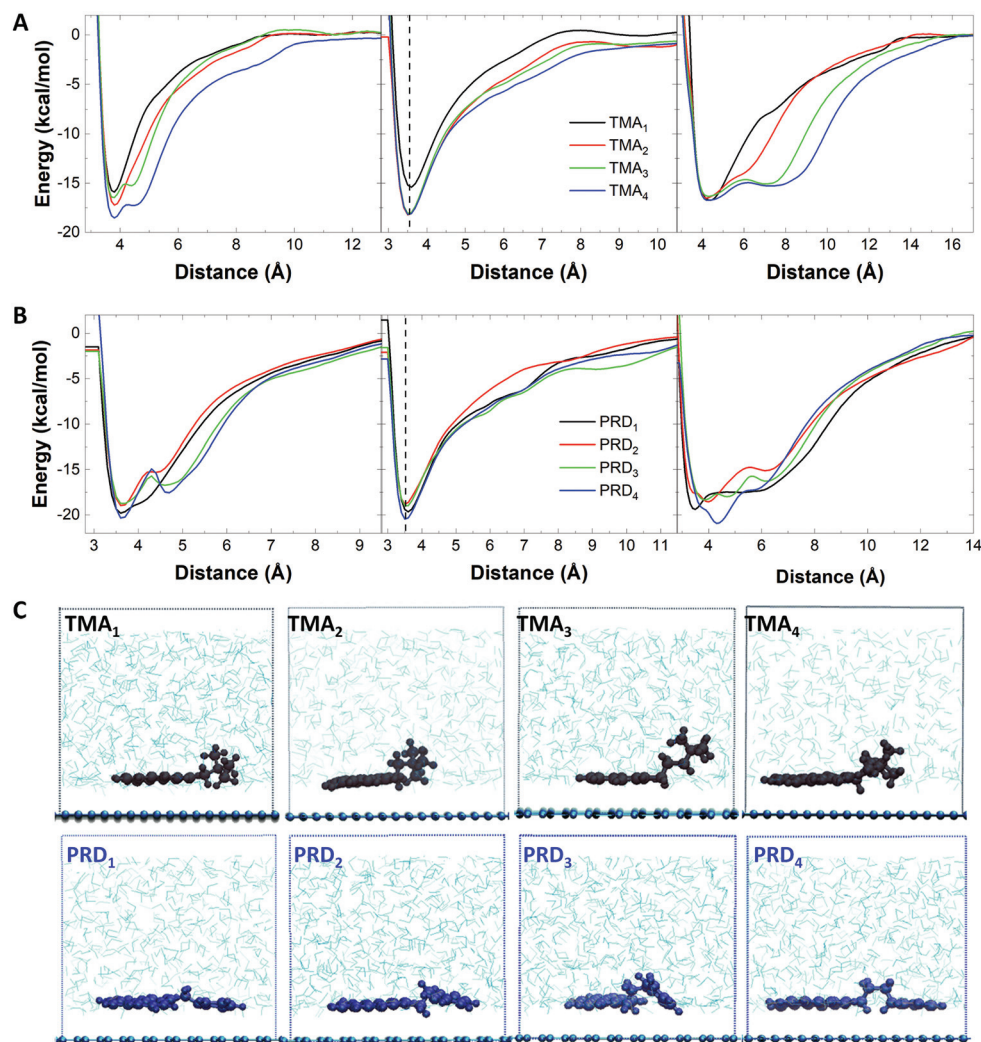 A
Energy (kcal/mol)
0
-5
-10
-15
-20
4 6 8 10 12
3 4 5 6 7 8 9 10
4 6 8 10 12 14 16
TMA₁
TMA₂
TMA₃
TMA₄
Distance (Å) Distance (Å) Distance (Å)
B
Energy (kcal/mol)
0
-5
-10
-15
-20
3 4 5 6 7 8 9
3 4 5 6 7 8 9 10 11
4 6 8 10 12 14
PRD₁
PRD₂
PRD₃
PRD₄
Distance (Å) Distance (Å) Distance (Å)
C
TMA₁ TMA₂ TMA₃ TMA₄
PRD₁ PRD₂ PRD₃ PRD₄